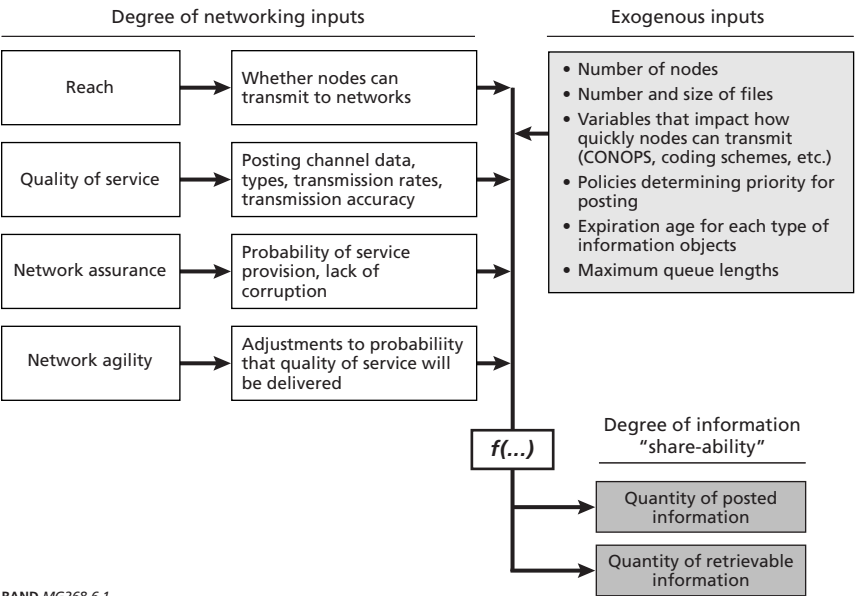 Degree of networking inputs
Exogenous inputs
Reach
Whether nodes can
transmit to networks
Quality of service
Posting channel data,
types, transmission rates,
transmission accuracy
Network assurance
Probability of service
provision, lack of
corruption
Network agility
Adjustments to probabiliity
that quality of service will
be delivered
• Number of nodes
• Number and size of files
• Variables that impact how
quickly nodes can transmit
(CONOPS, coding schemes, etc.)
• Policies determining priority for
posting
• Expiration age for each type of
information objects
• Maximum queue lengths
f(...)
Degree of information
“share-ability”
Quantity of posted
information
Quantity of retrievable
information
RAND MG268-6.1